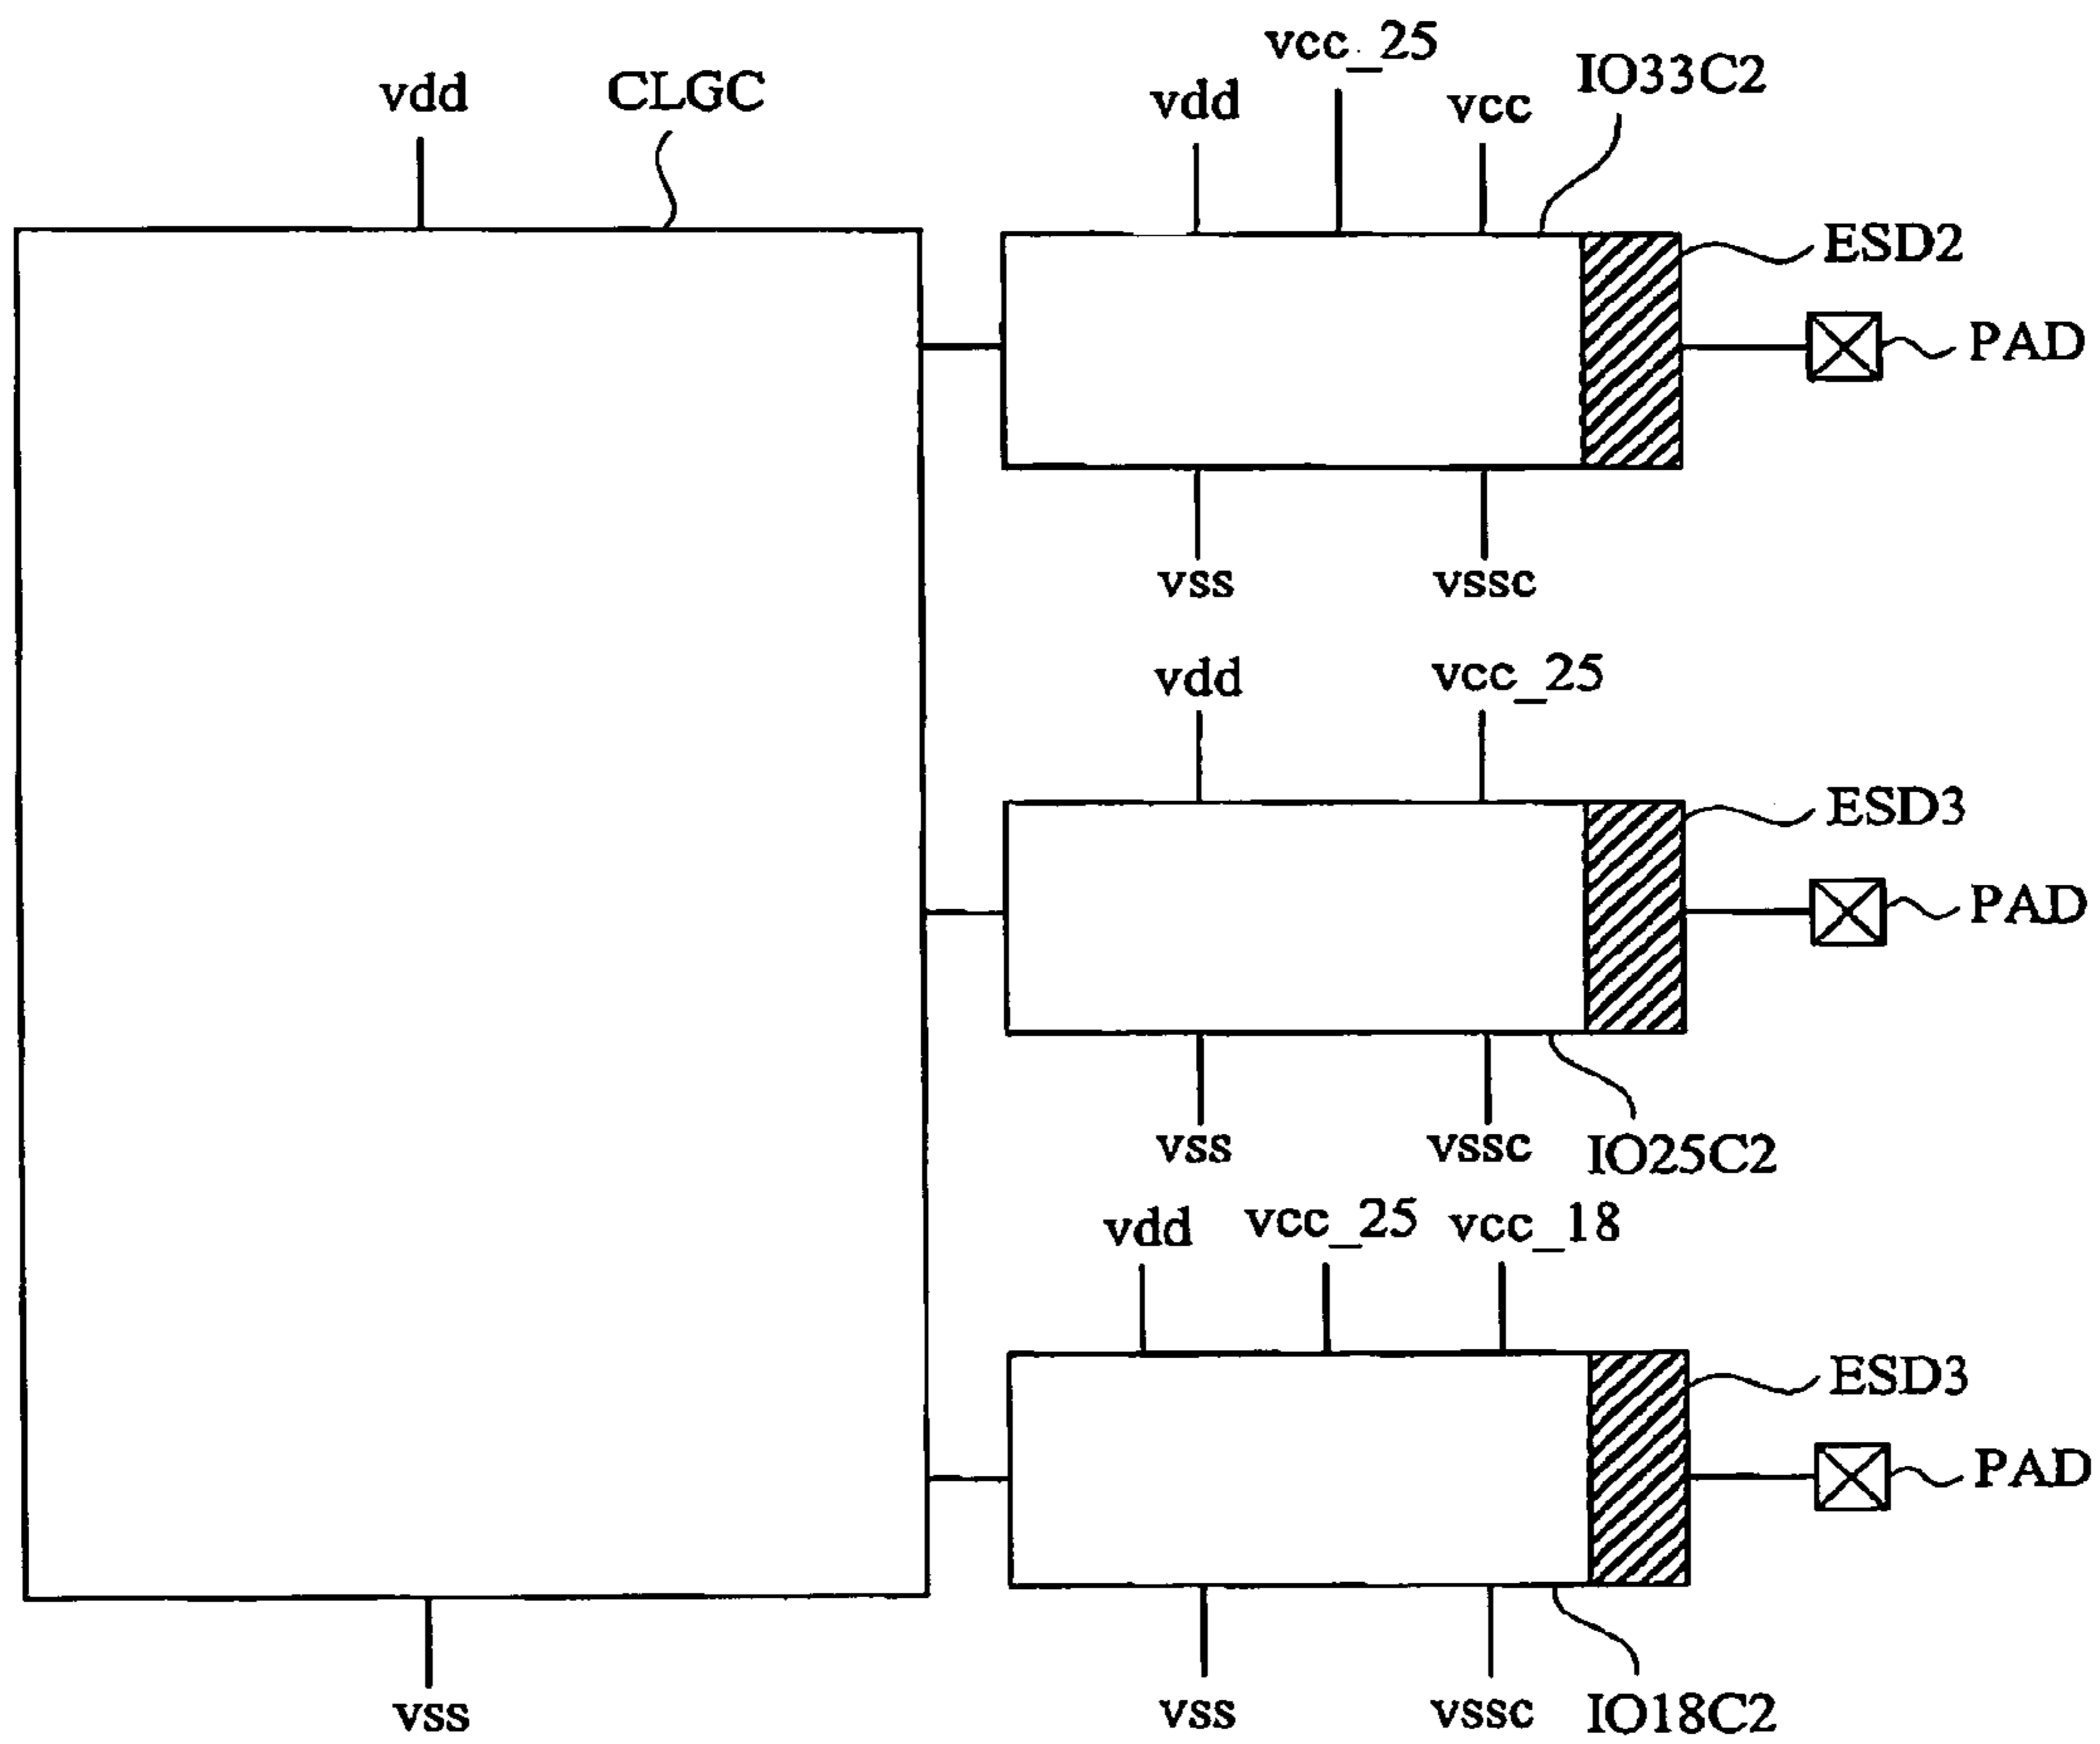 vcc_25
vdd
CLGC
vdd
vcc
IO33C2
ESD2
PAD
vss
vssc
vdd
vcc_25
ESD3
PAD
vss
vssc
IO25C2
vdd
vcc_25
vcc_18
ESD3
PAD
vss
vss
vssc
IO18C2